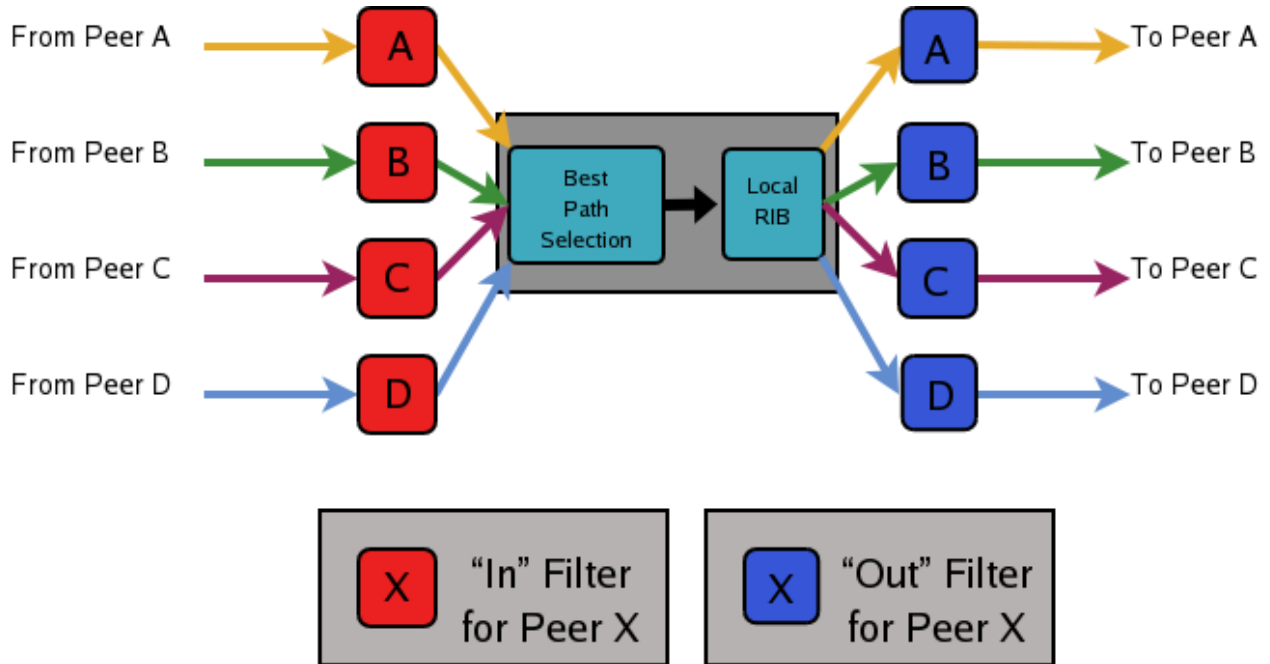 From Peer A
A
A
To Peer A
From Peer B
B
B
To Peer B
Best
Path
Selection
Local
RIB
From Peer C
C
C
To Peer C
From Peer D
D
D
To Peer D
X
“In” Filter
for Peer X
X
“Out” Filter
for Peer X